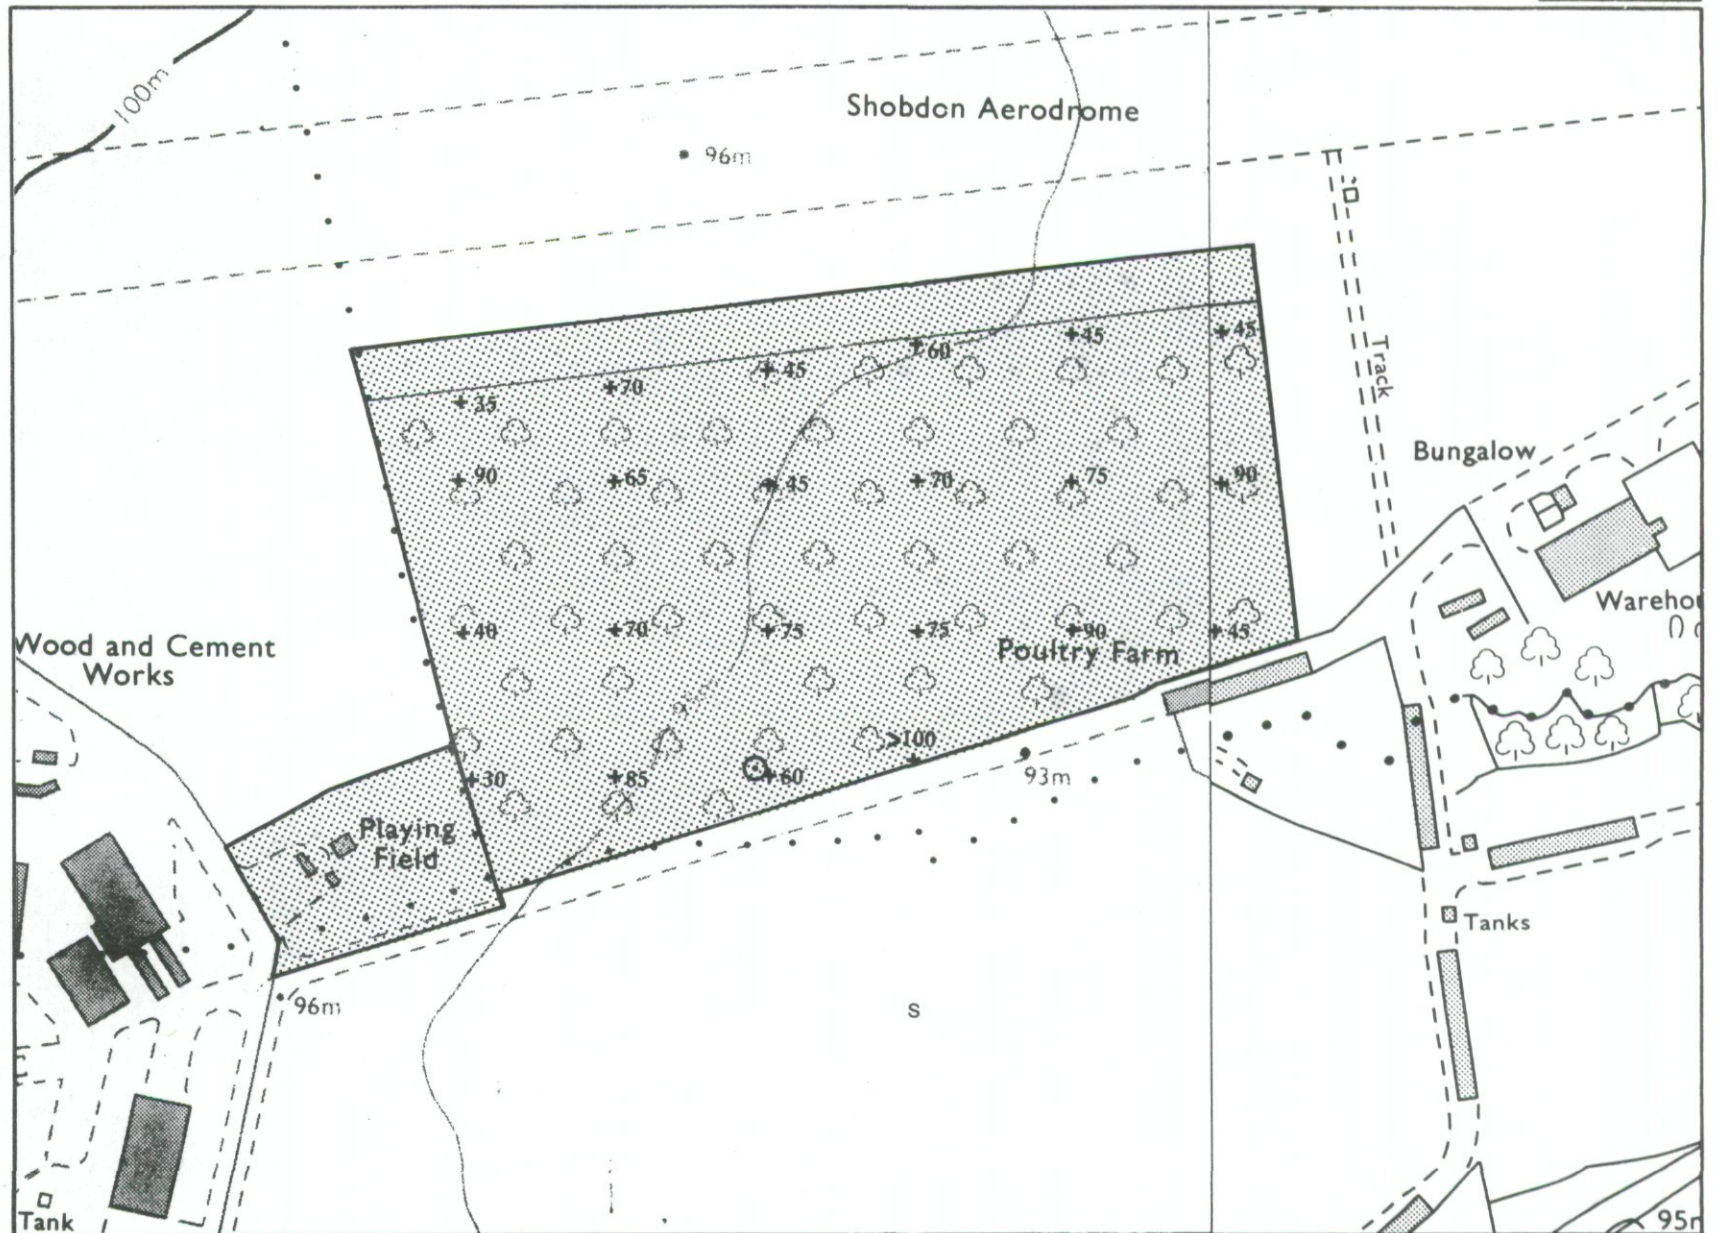 100m
Shobdon Aerodrome
96m
+60
+45
+45
+45
+70
+35
Track
Bungalow
+90
+65
+45
+70
+75
+90
Wood and Cement
Works
+40
+70
+75
+75
+90
+45
Poultry Farm
+30
+85
+60
>100
93m
Playing
Field
Tanks
96m
S
Tank